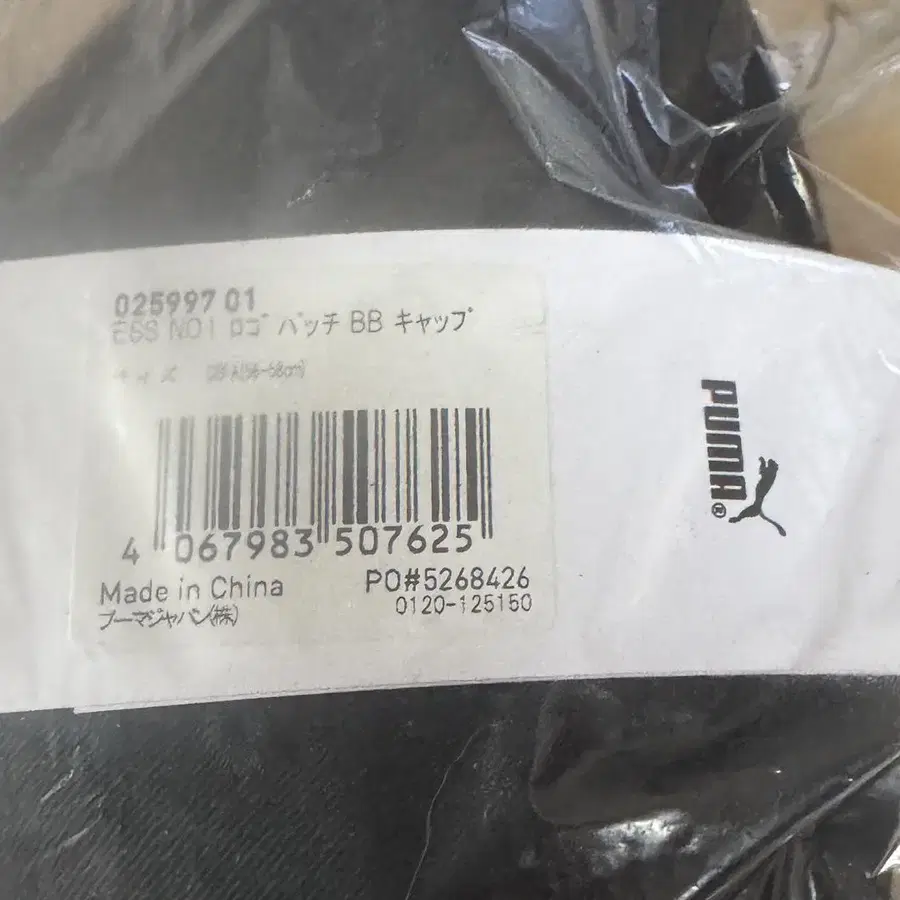 025997 01
ESS NO1 ロゴ パッチ BB キャップ
4 067983 507625
Made in China
PO#5268426
プーマジャパン(株)
0120-125150
PUMA®